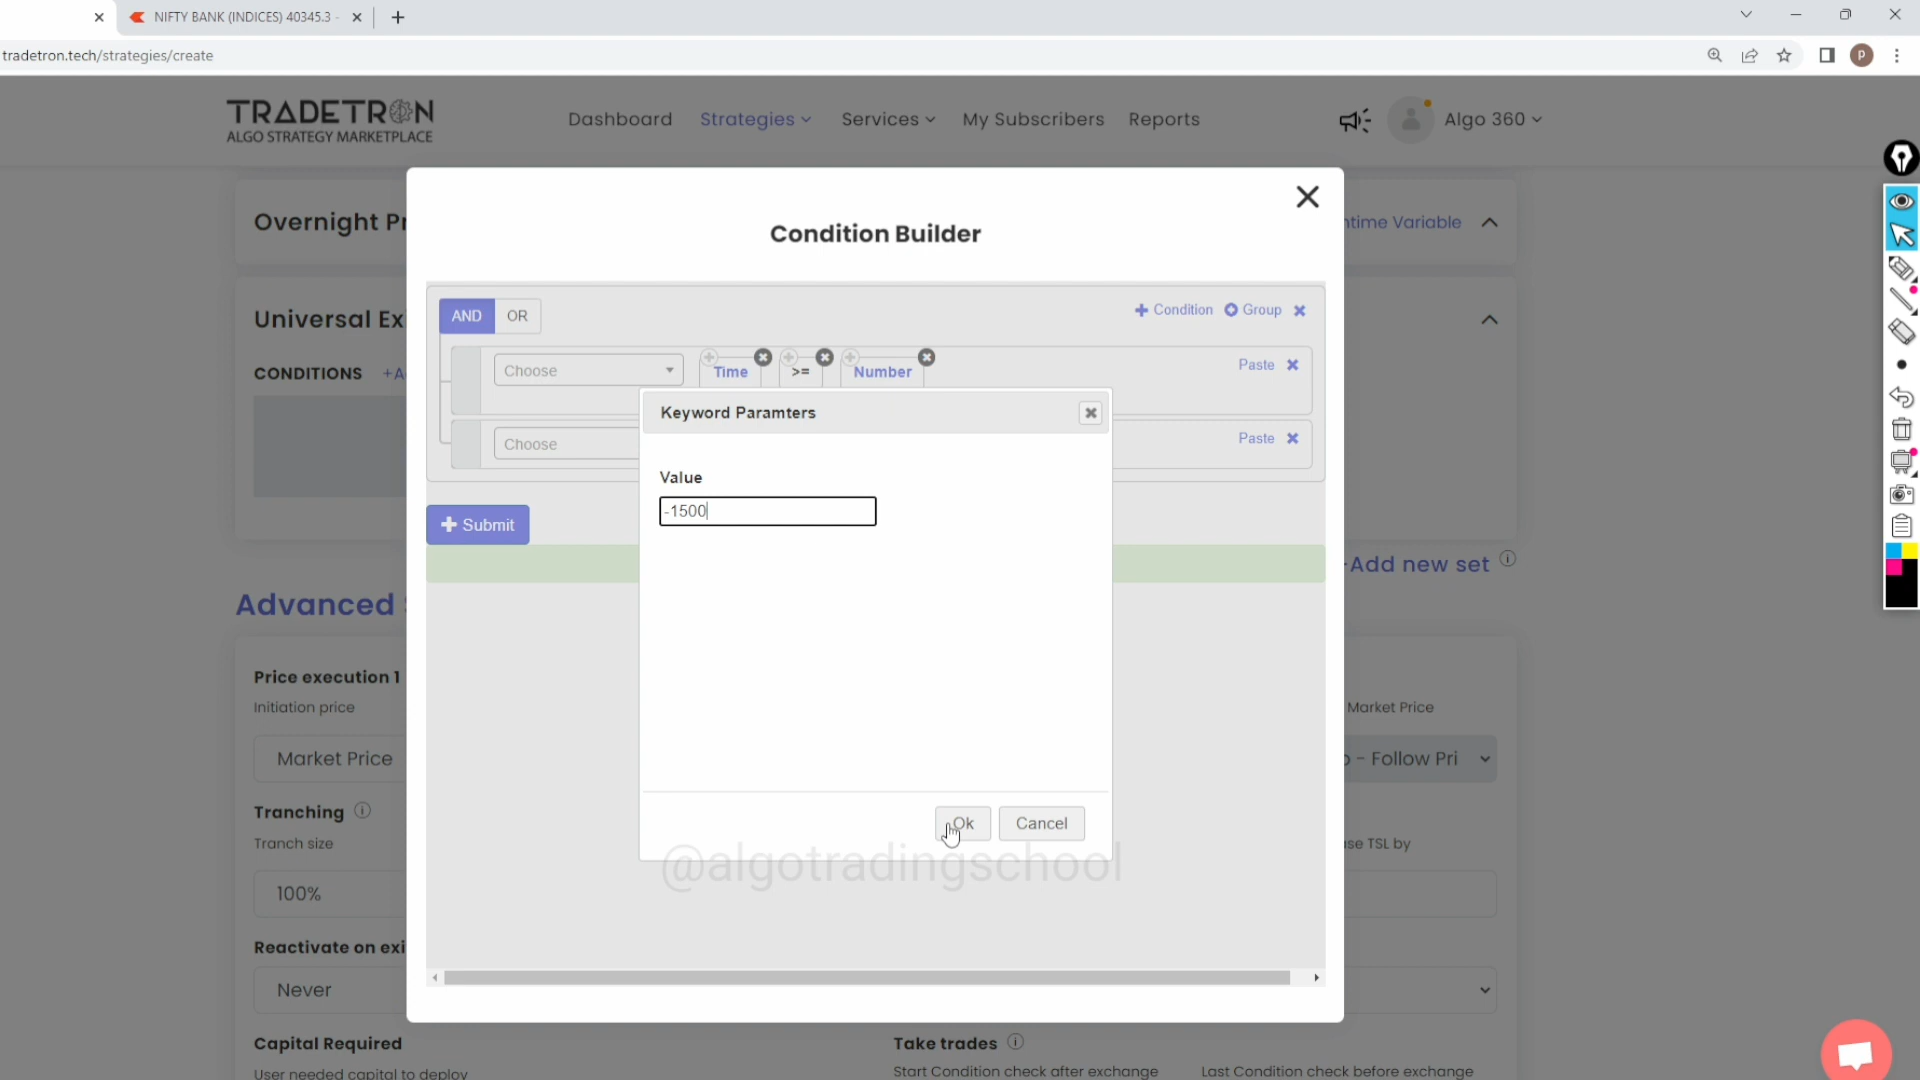 NIFTY BANK (INDICES) 40345.3 -
tradetron.tech/strategies/create
P
TRADETRON
ALGO STRATEGY MARKETPLACE
Dashboard Strategies Services My Subscribers Reports Algo 360
Overnight Pr
ntime Variable
Condition Builder
Universal Ex
CONDITIONS +A
AND OR
Condition Group
Choose
Time >= Number
Paste
Choose
Paste
Keyword Paramters
Value
-1500
Submit
Ok Cancel
Add new set
Advanced
Price execution 1
Initiation price
Market Price
Market Price
- Follow Pri
Tranching
Tranch size
100%
se TSL by
Reactivate on exi
Never
@algotradingschool
Capital Required
User needed capital to deploy
Take trades
Start Condition check after exchange
Last Condition check before exchange